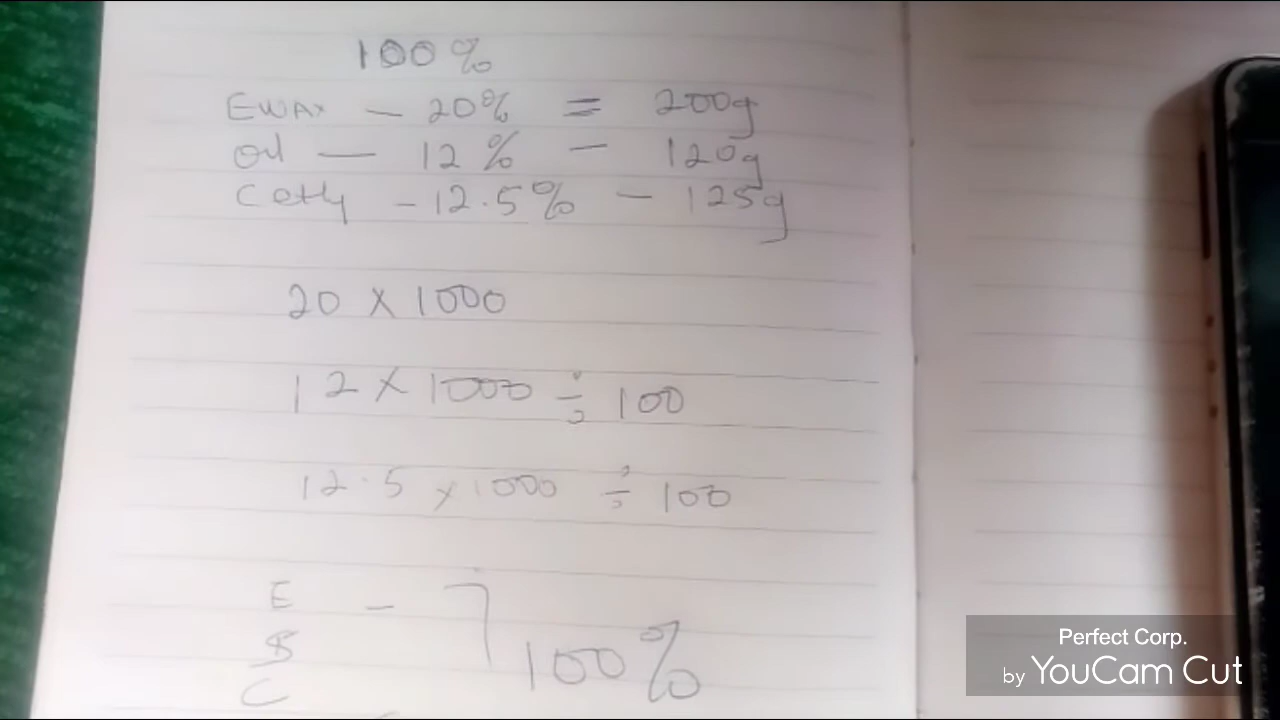 100%
EWAX - 20% = 200g
Oil - 12% - 120g
Cetly - 12.5% - 125g
20 x 1000
12 x 1000 ÷ 100
12.5 x 1000 ÷ 100
E -
B
C
100%
Perfect Corp.
by YouCam Cut